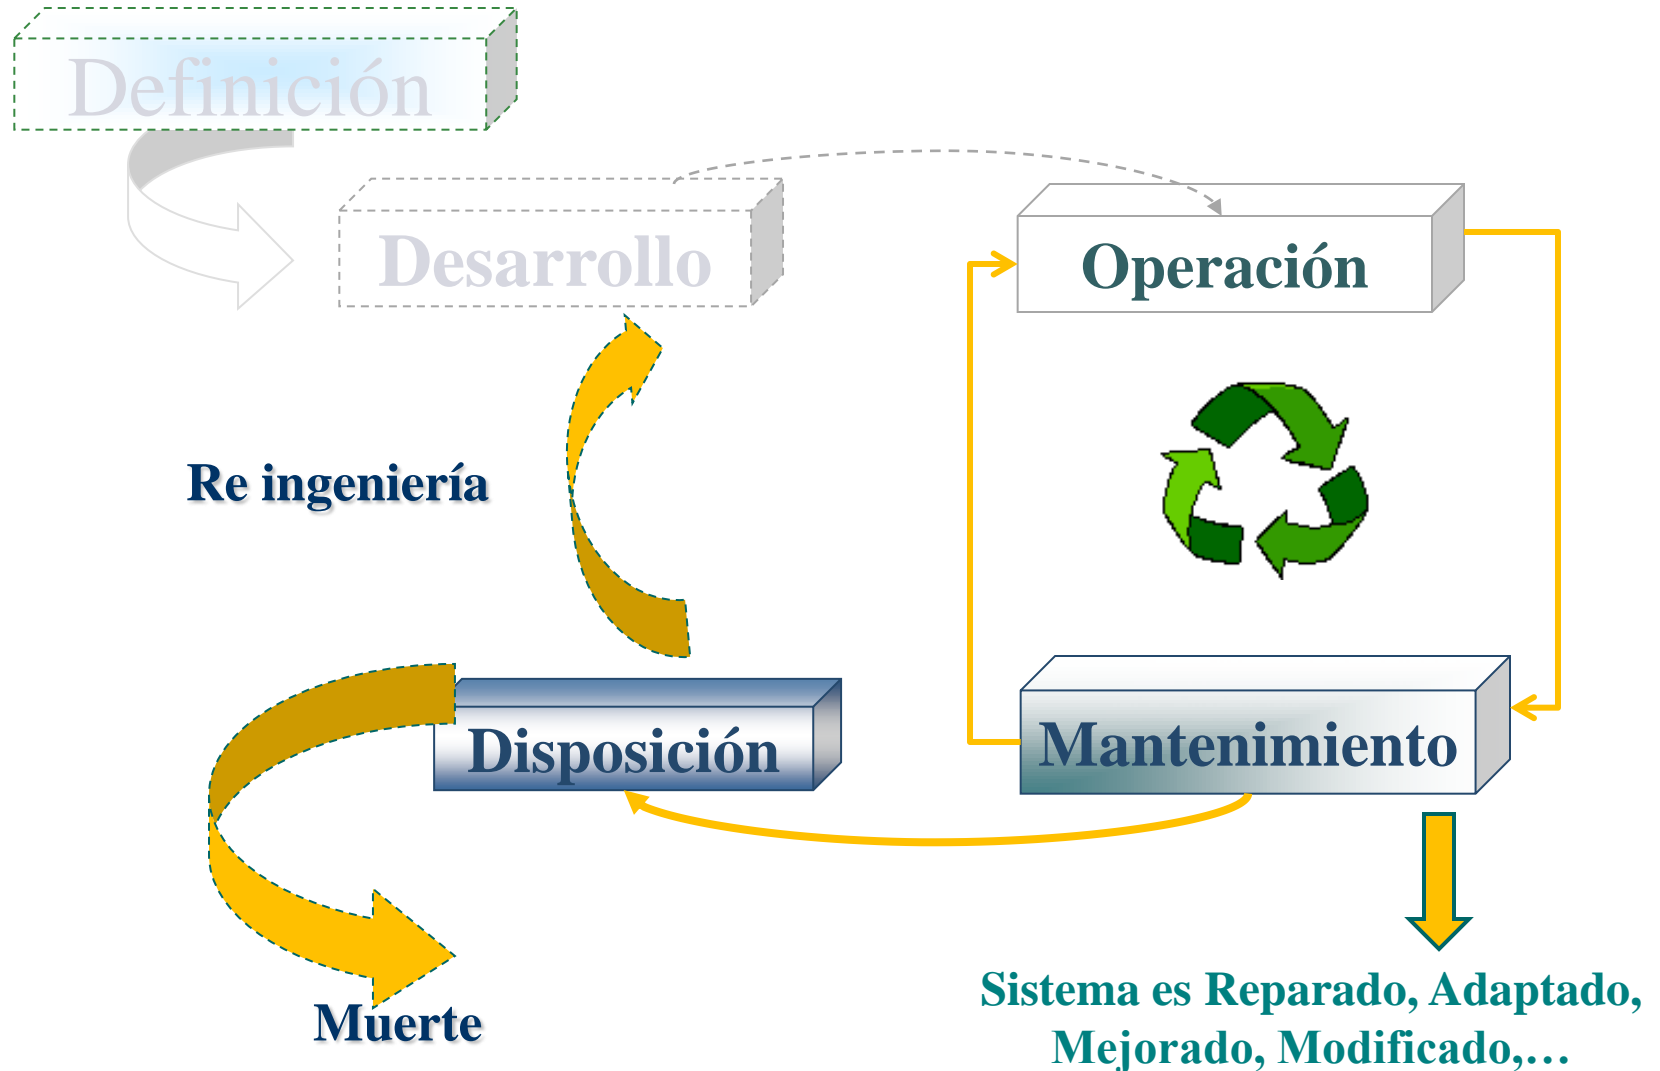 Definición
Desarrollo
Operación
Re ingeniería
Disposición
Mantenimiento
Muerte
Sistema es Reparado, Adaptado,
Mejorado, Modificado,…